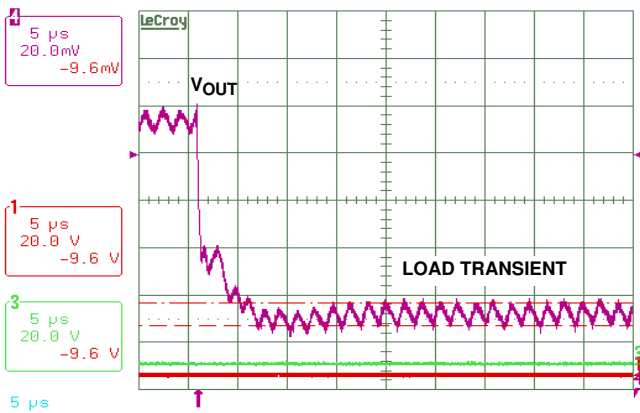 4
5 µs
20.0mV
-9.6mV
LeCroy
VOUT
1
5 µs
20.0 V
-9.6 V
LOAD TRANSIENT
3
5 µs
20.0 V
-9.6 V
5 µs